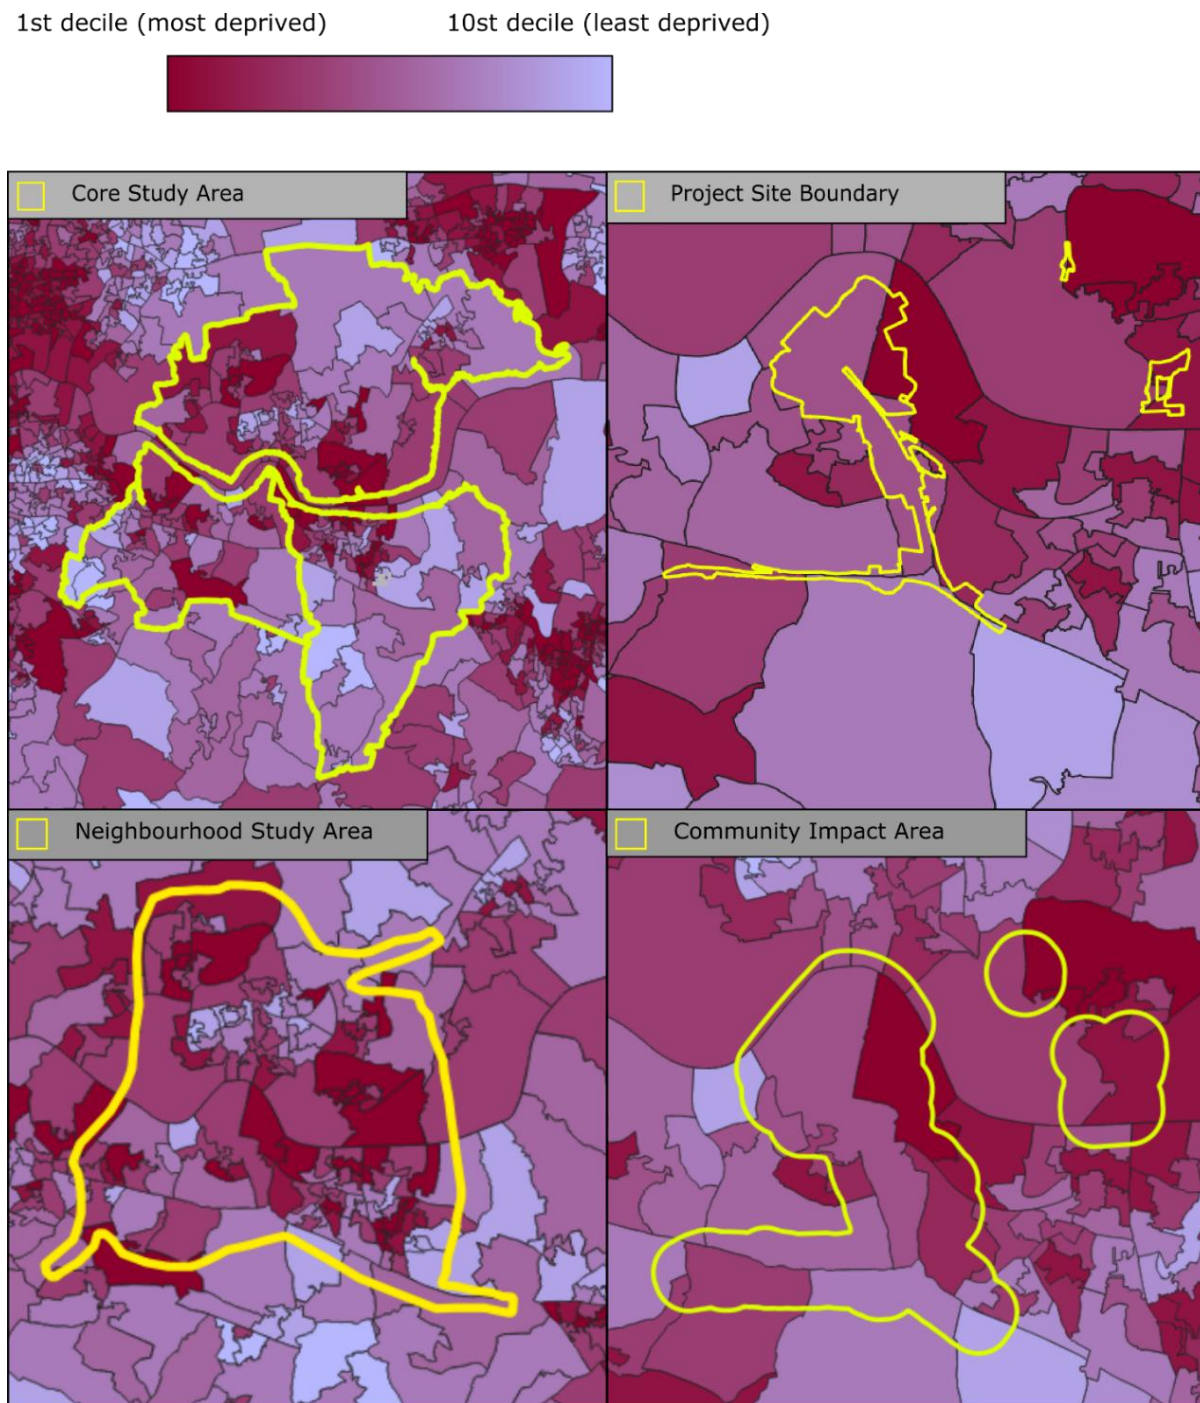 1st decile (most deprived) 10st decile (least deprived)
Core Study Area
Project Site Boundary
Neighbourhood Study Area
Community Impact Area